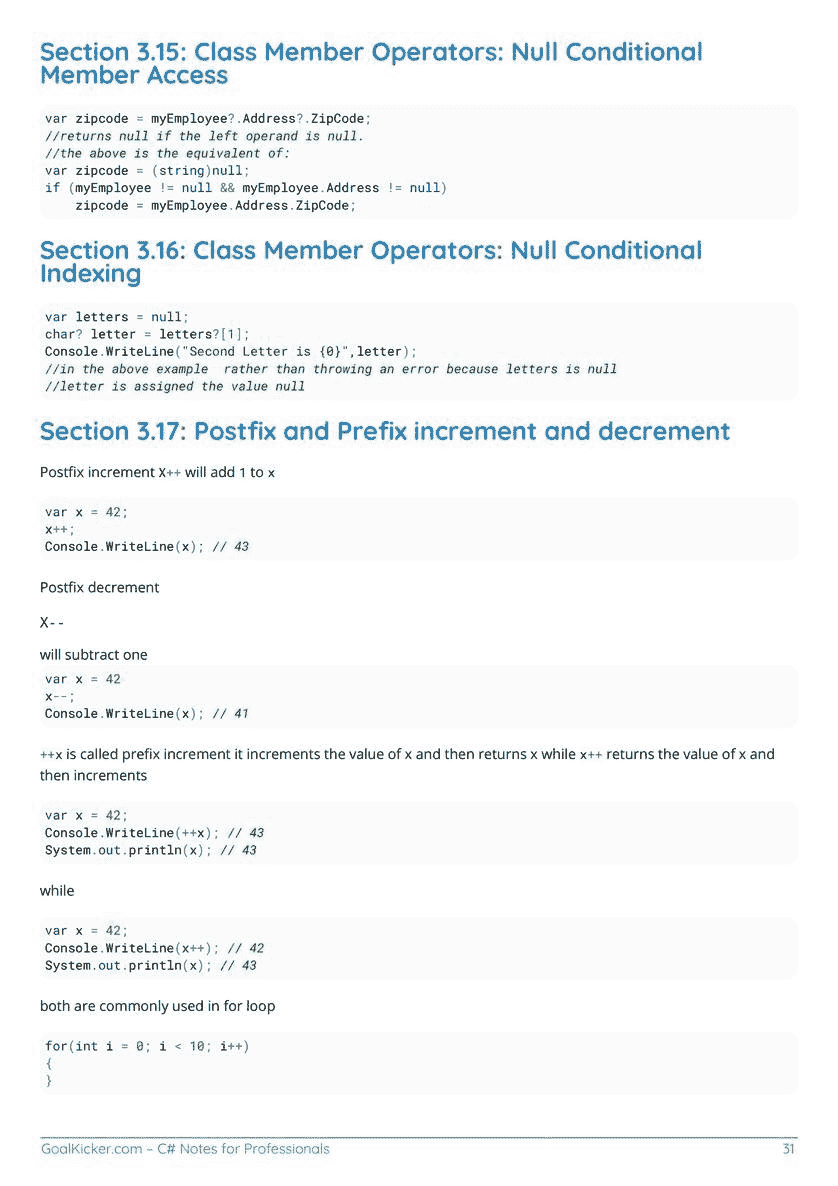 Section 3.15: Class Member Operators: Null Conditional
Member Access
var zipcode = myEmployee?.Address?.ZipCode;
//returns null if the left operand is null.
//the above is the equivalent of:
var zipcode = (string)null;
if (myEmployee != null && myEmployee.Address != null)
    zipcode = myEmployee.Address.ZipCode;
Section 3.16: Class Member Operators: Null Conditional
Indexing
var letters = null;
char? letter = letters?[1];
Console.WriteLine("Second Letter is {0}",letter);
//in the above example  rather than throwing an error because letters is null
//letter is assigned the value null
Section 3.17: Postfix and Prefix increment and decrement
Postfix increment X++ will add 1 to x
var x = 42;
x++;
Console.WriteLine(x); // 43
Postfix decrement
X--
will subtract one
var x = 42
x--;
Console.WriteLine(x); // 41
++x is called prefix increment it increments the value of x and then returns x while x++ returns the value of x and
then increments
var x = 42;
Console.WriteLine(++x); // 43
System.out.println(x); // 43
while
var x = 42;
Console.WriteLine(x++); // 42
System.out.println(x); // 43
both are commonly used in for loop
for(int i = 0; i < 10; i++)
{
}
GoalKicker.com – C# Notes for Professionals 31